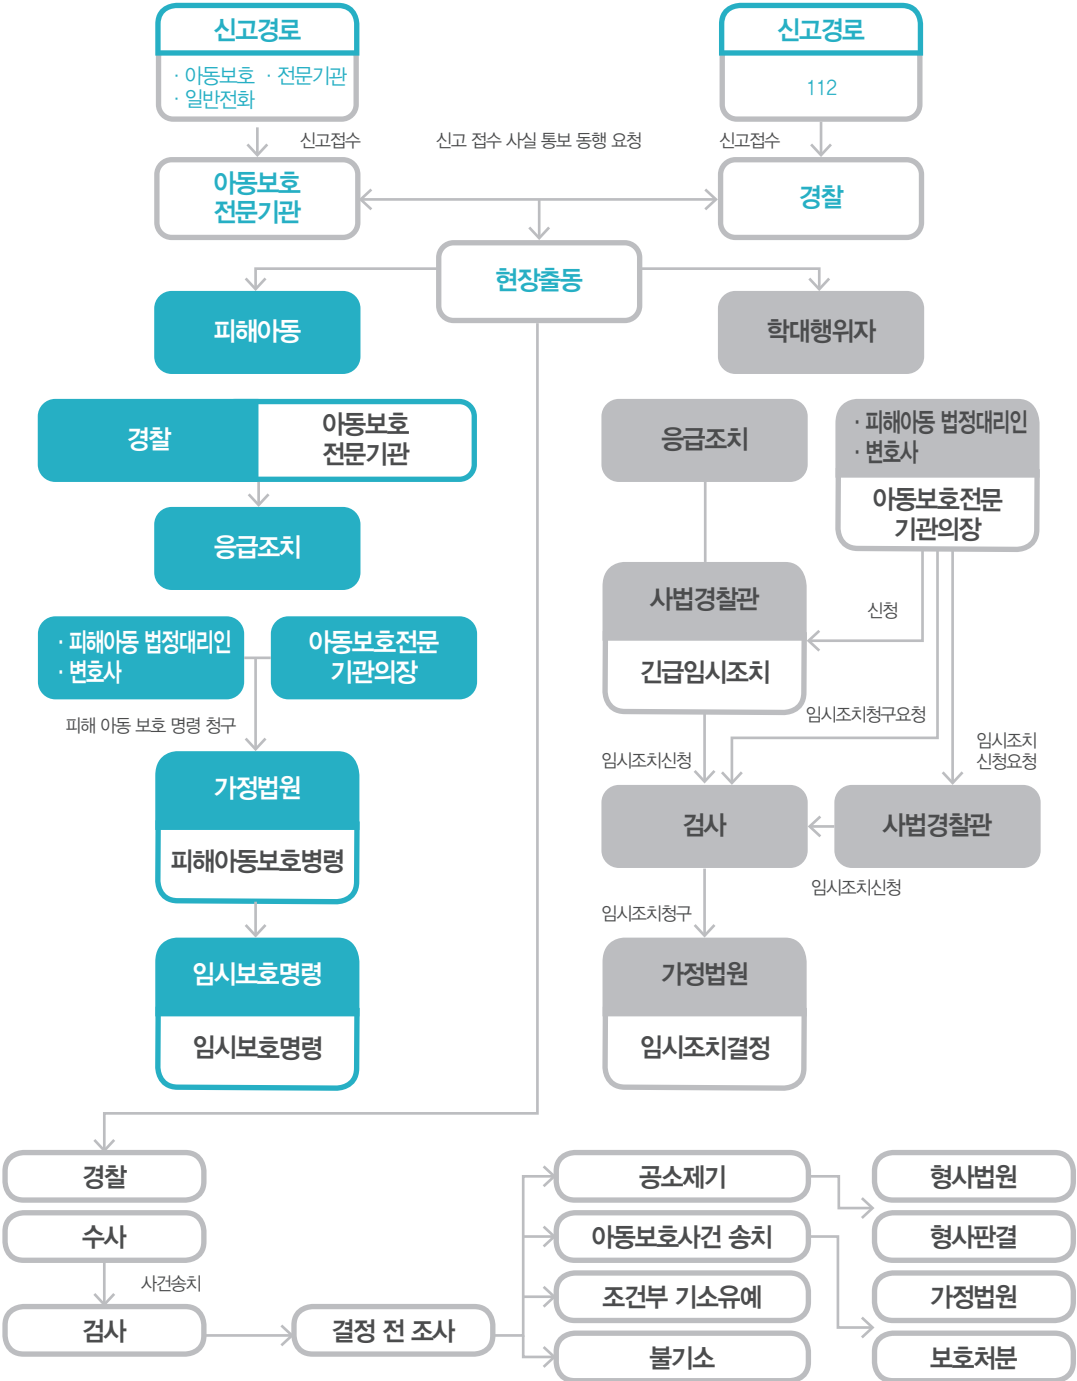 신고경로
· 아동보호 · 전문기관
· 일반전화
신고경로
112
신고접수
신고 접수 사실 통보 동행 요청
신고접수
아동보호
전문기관
경찰
현장출동
피해아동
학대행위자
경찰
아동보호
전문기관
응급조치
응급조치
· 피해아동 법정대리인
· 변호사
아동보호전문
기관의장
· 피해아동 법정대리인
· 변호사
아동보호전문
기관의장
신청
사법경찰관
긴급임시조치
피해 아동 보호 명령 청구
임시조치청구요청
임시조치신청
임시조치
신청요청
가정법원
피해아동보호병령
검사
사법경찰관
임시조치신청
임시조치청구
임시보호명령
임시보호명령
가정법원
임시조치결정
경찰
수사
사건송치
검사
결정 전 조사
공소제기
아동보호사건 송치
조건부 기소유예
불기소
형사법원
형사판결
가정법원
보호처분